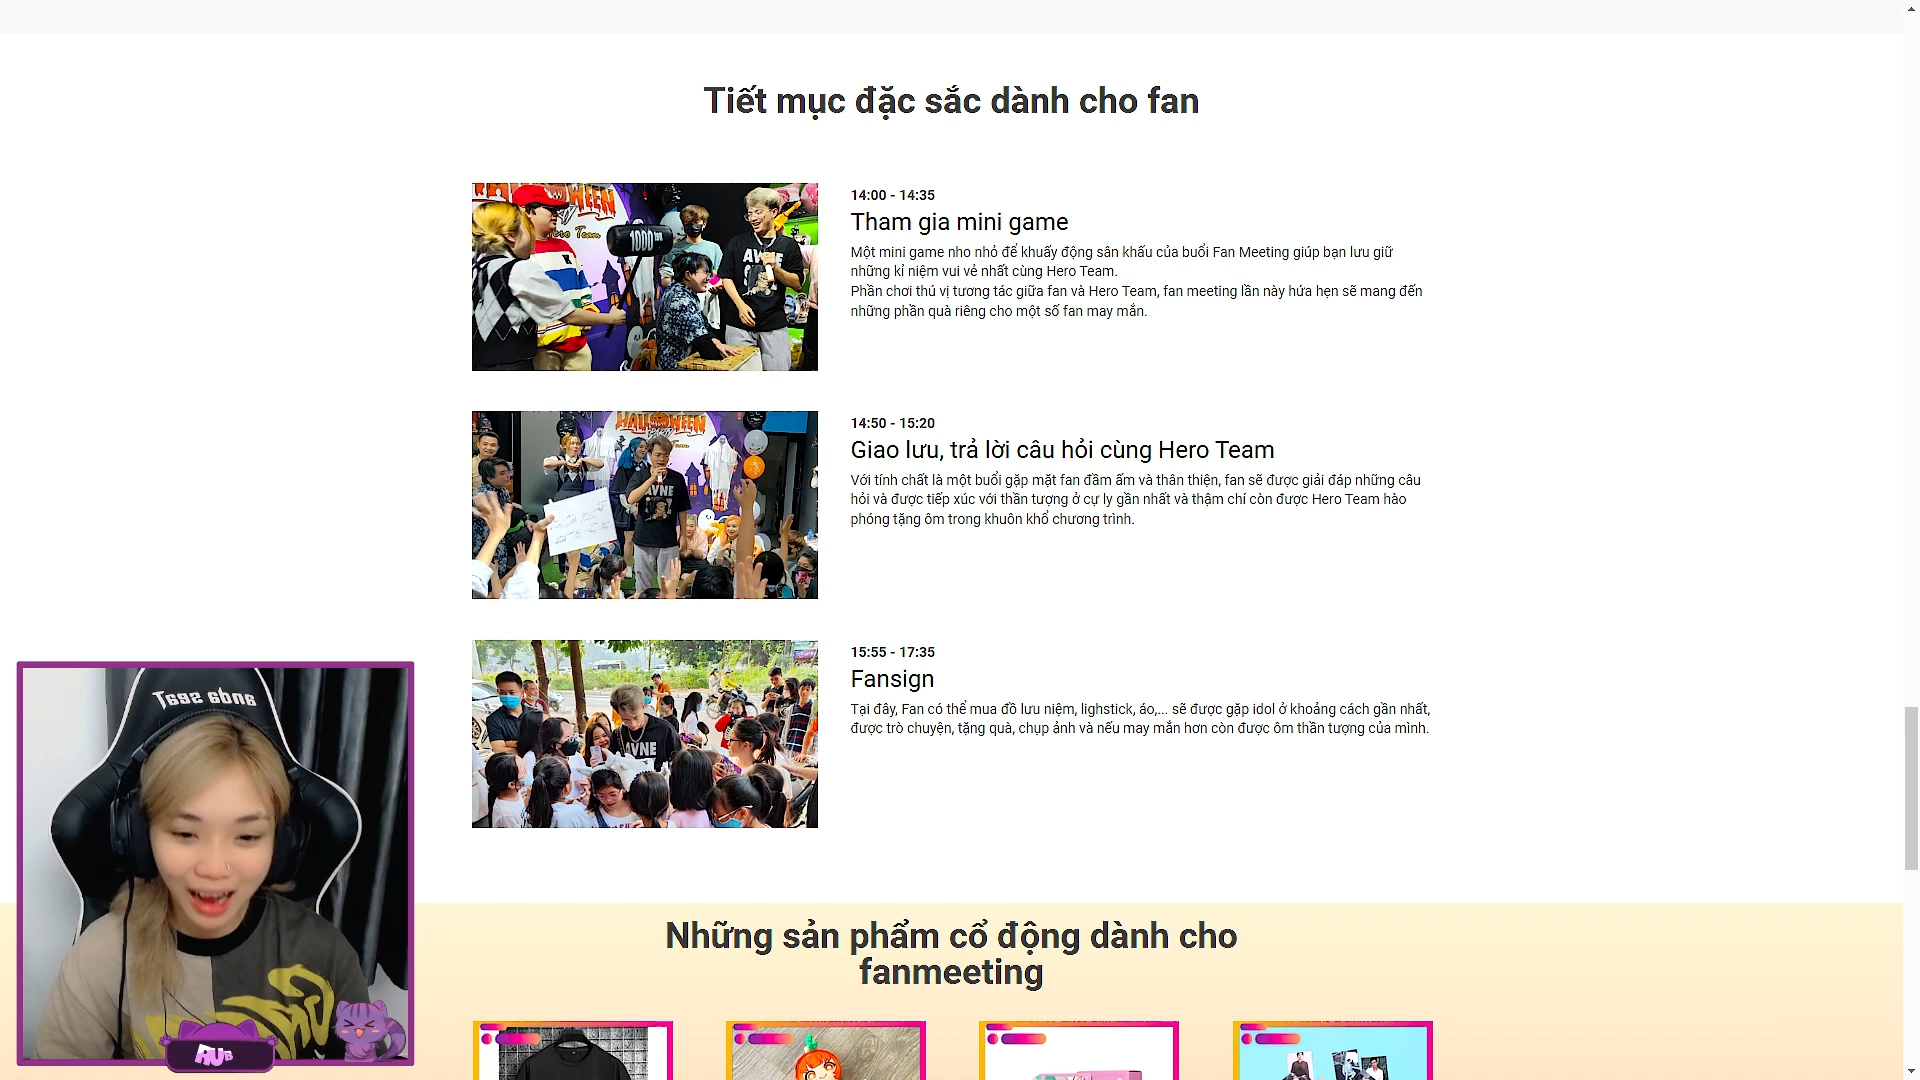 Tiết mục đặc sắc dành cho fan
HALLOWEEN
Hero Team
1000
AVNE
14:00 - 14:35
Tham gia mini game
Một mini game nho nhỏ để khuấy động sân khấu của buổi Fan Meeting giúp bạn lưu giữ
những kỉ niệm vui vẻ nhất cùng Hero Team.
Phần chơi thú vị tương tác giữa fan và Hero Team, fan meeting lần này hứa hẹn sẽ mang đến
những phần quà riêng cho một số fan may mắn.
HALLOWEEN
AVNE
14:50 - 15:20
Giao lưu, trả lời câu hỏi cùng Hero Team
Với tính chất là một buổi gặp mặt fan đầm ấm và thân thiện, fan sẽ được giải đáp những câu
hỏi và được tiếp xúc với thần tượng ở cự ly gần nhất và thậm chí còn được Hero Team hào
phóng tặng ôm trong khuôn khổ chương trình.
AVNE
15:55 - 17:35
Fansign
Tại đây, Fan có thể mua đồ lưu niệm, lighstick, áo,... sẽ được gặp idol ở khoảng cách gần nhất,
được trò chuyện, tặng quà, chụp ảnh và nếu may mắn hơn còn được ôm thần tượng của mình.
Những sản phẩm cổ động dành cho
fanmeeting